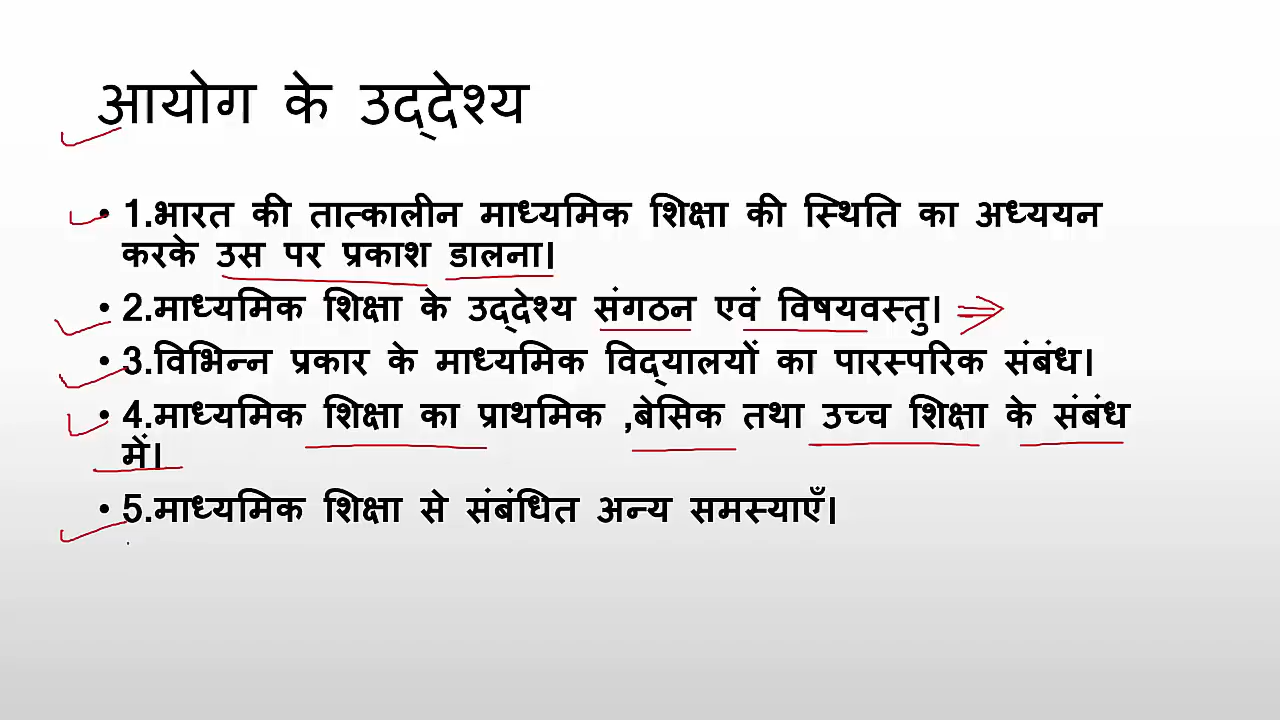 आयोग के उद्देश्य
• 1.भारत की तात्कालीन माध्यमिक शिक्षा की स्थिति का अध्ययन
करके उस पर प्रकाश डालना।
• 2.माध्यमिक शिक्षा के उद्देश्य संगठन एवं विषयवस्तु।
• 3.विभिन्न प्रकार के माध्यमिक विद्यालयों का पारस्परिक संबंध।
• 4.माध्यमिक शिक्षा का प्राथमिक ,बेसिक तथा उच्च शिक्षा के संबंध
में।
• 5.माध्यमिक शिक्षा से संबंधित अन्य समस्याएँ।